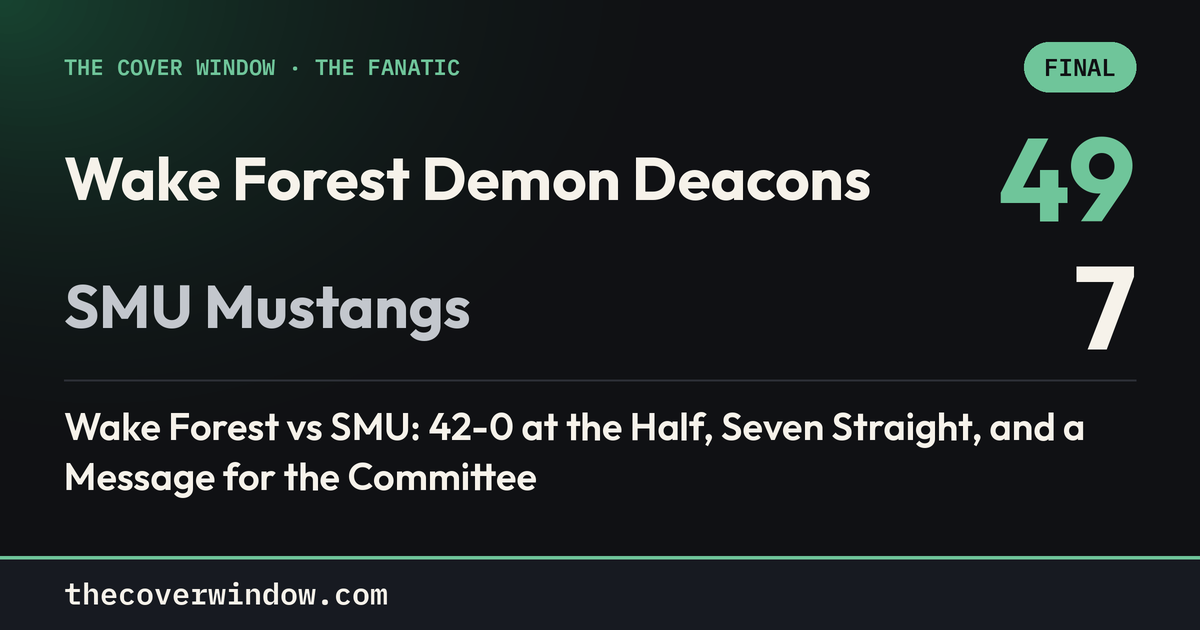 THE COVER WINDOW · THE FANATIC
FINAL
Wake Forest Demon Deacons 49
SMU Mustangs 7
Wake Forest vs SMU: 42-0 at the Half, Seven Straight, and a
Message for the Committee
thecoverwindow.com